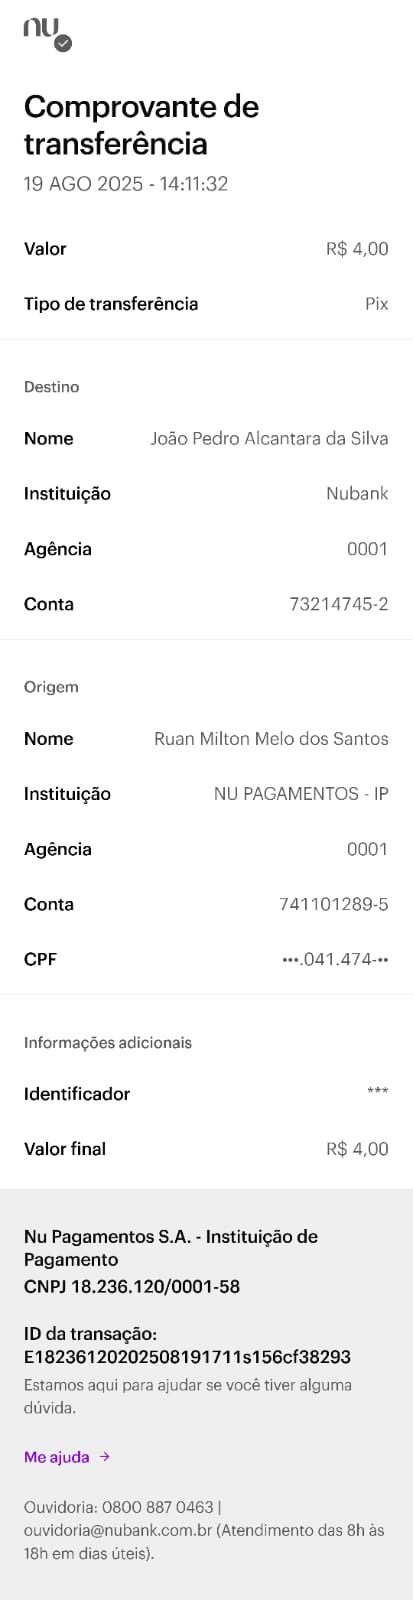 nu
Comprovante de
transferência
19 AGO 2025 - 14:11:32
Valor R$ 4,00
Tipo de transferência Pix
Destino
Nome João Pedro Alcantara da Silva
Instituição Nubank
Agência 0001
Conta 73214745-2
Origem
Nome Ruan Milton Melo dos Santos
Instituição NU PAGAMENTOS - IP
Agência 0001
Conta 741101289-5
CPF •••.041.474-••
Informações adicionais
Identificador ***
Valor final R$ 4,00
Nu Pagamentos S.A. - Instituição de
Pagamento
CNPJ 18.236.120/0001-58
ID da transação:
E18236120202508191711s156cf38293
Estamos aqui para ajudar se você tiver alguma
dúvida.
Me ajuda →
Ouvidoria: 0800 887 0463 |
ouvidoria@nubank.com.br (Atendimento das 8h às
18h em dias úteis).